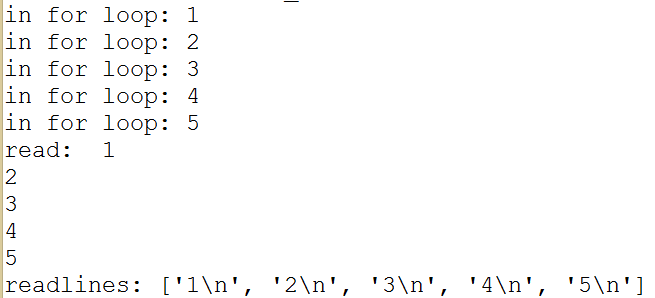 in for loop: 1
in for loop: 2
in for loop: 3
in for loop: 4
in for loop: 5
read:  1
2
3
4
5
readlines: ['1\n', '2\n', '3\n', '4\n', '5\n']